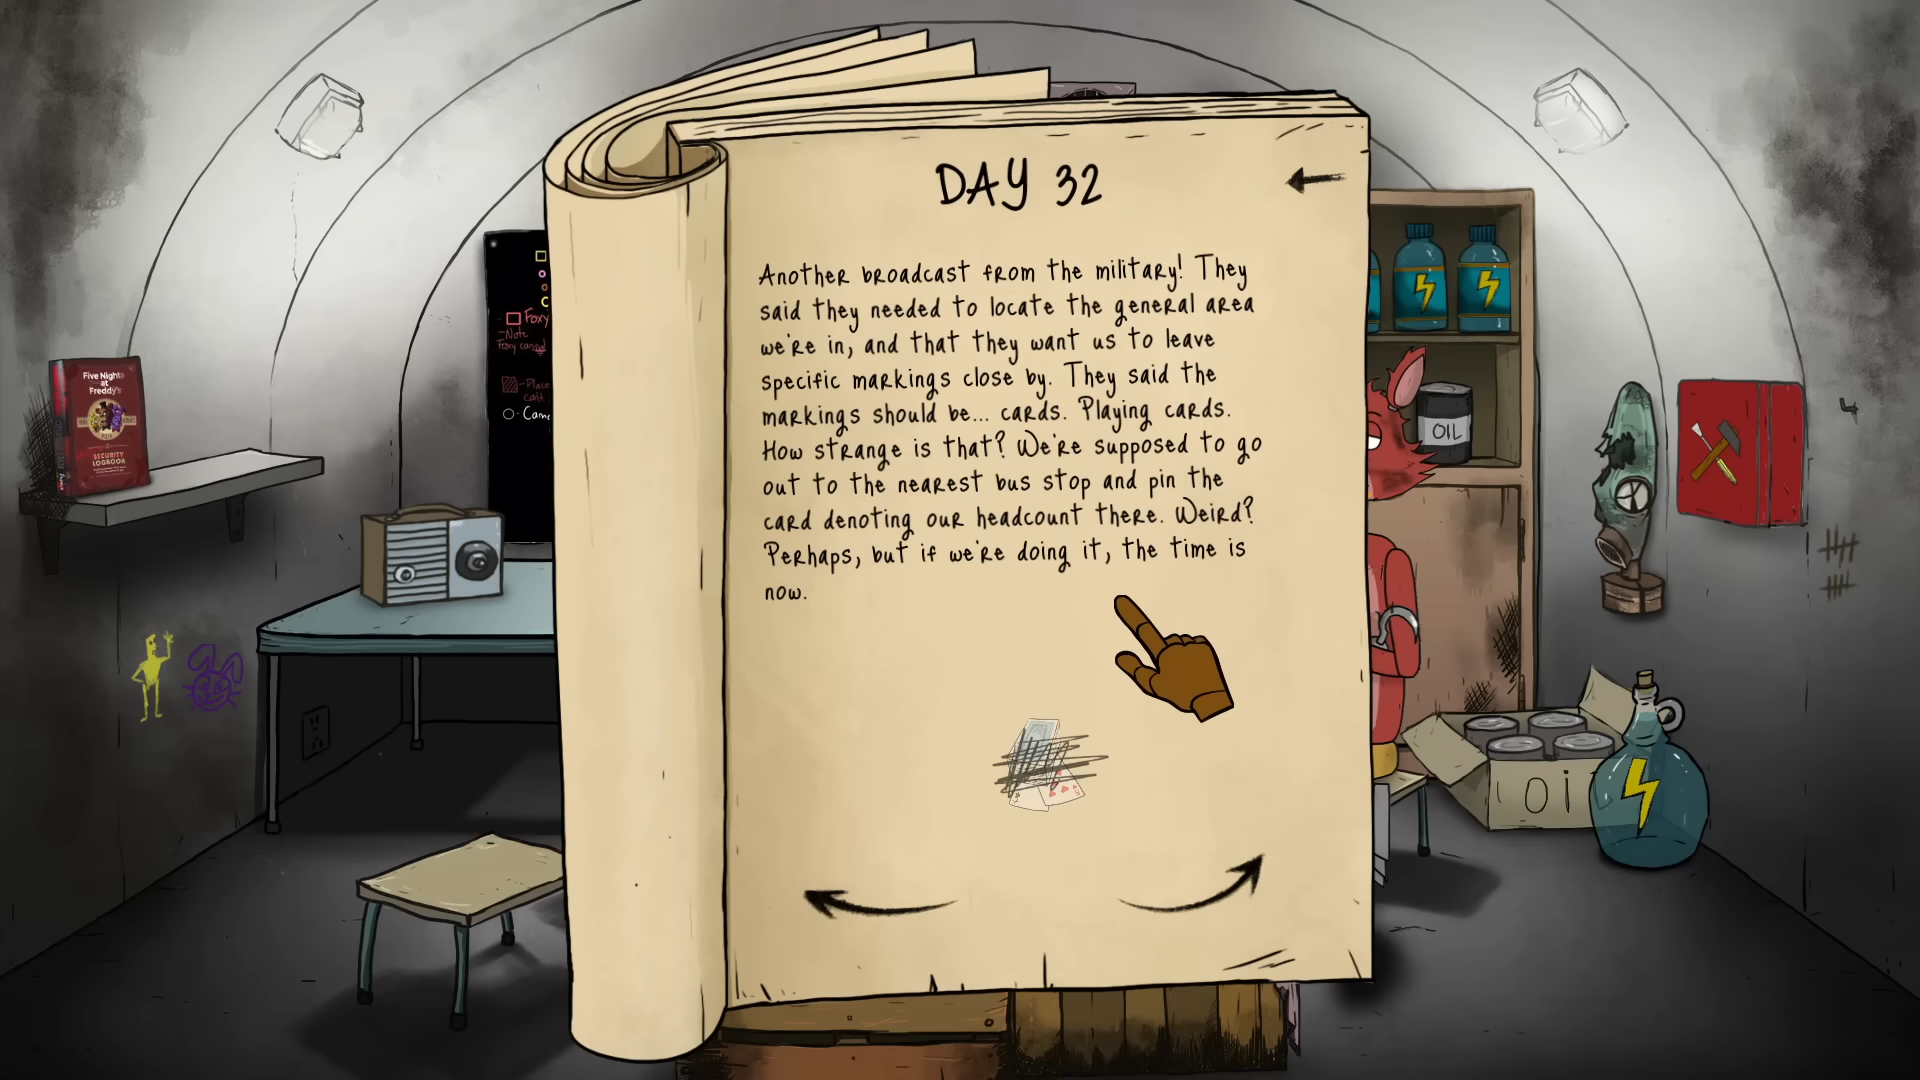 DAY 32
Another broadcast from the military! They
said they needed to locate the general area
we're in, and that they want us to leave
specific markings close by. They said the
markings should be... cards. Playing cards.
How strange is that? We're supposed to go
out to the nearest bus stop and pin the
card denoting our headcount there. Weird?
Perhaps, but if we're doing it, the time is
now.
Five Nights
at
Freddy's
SECURITY
LOGBOOK
Foxy
-Note
Foxy
-Place
OIL
oi